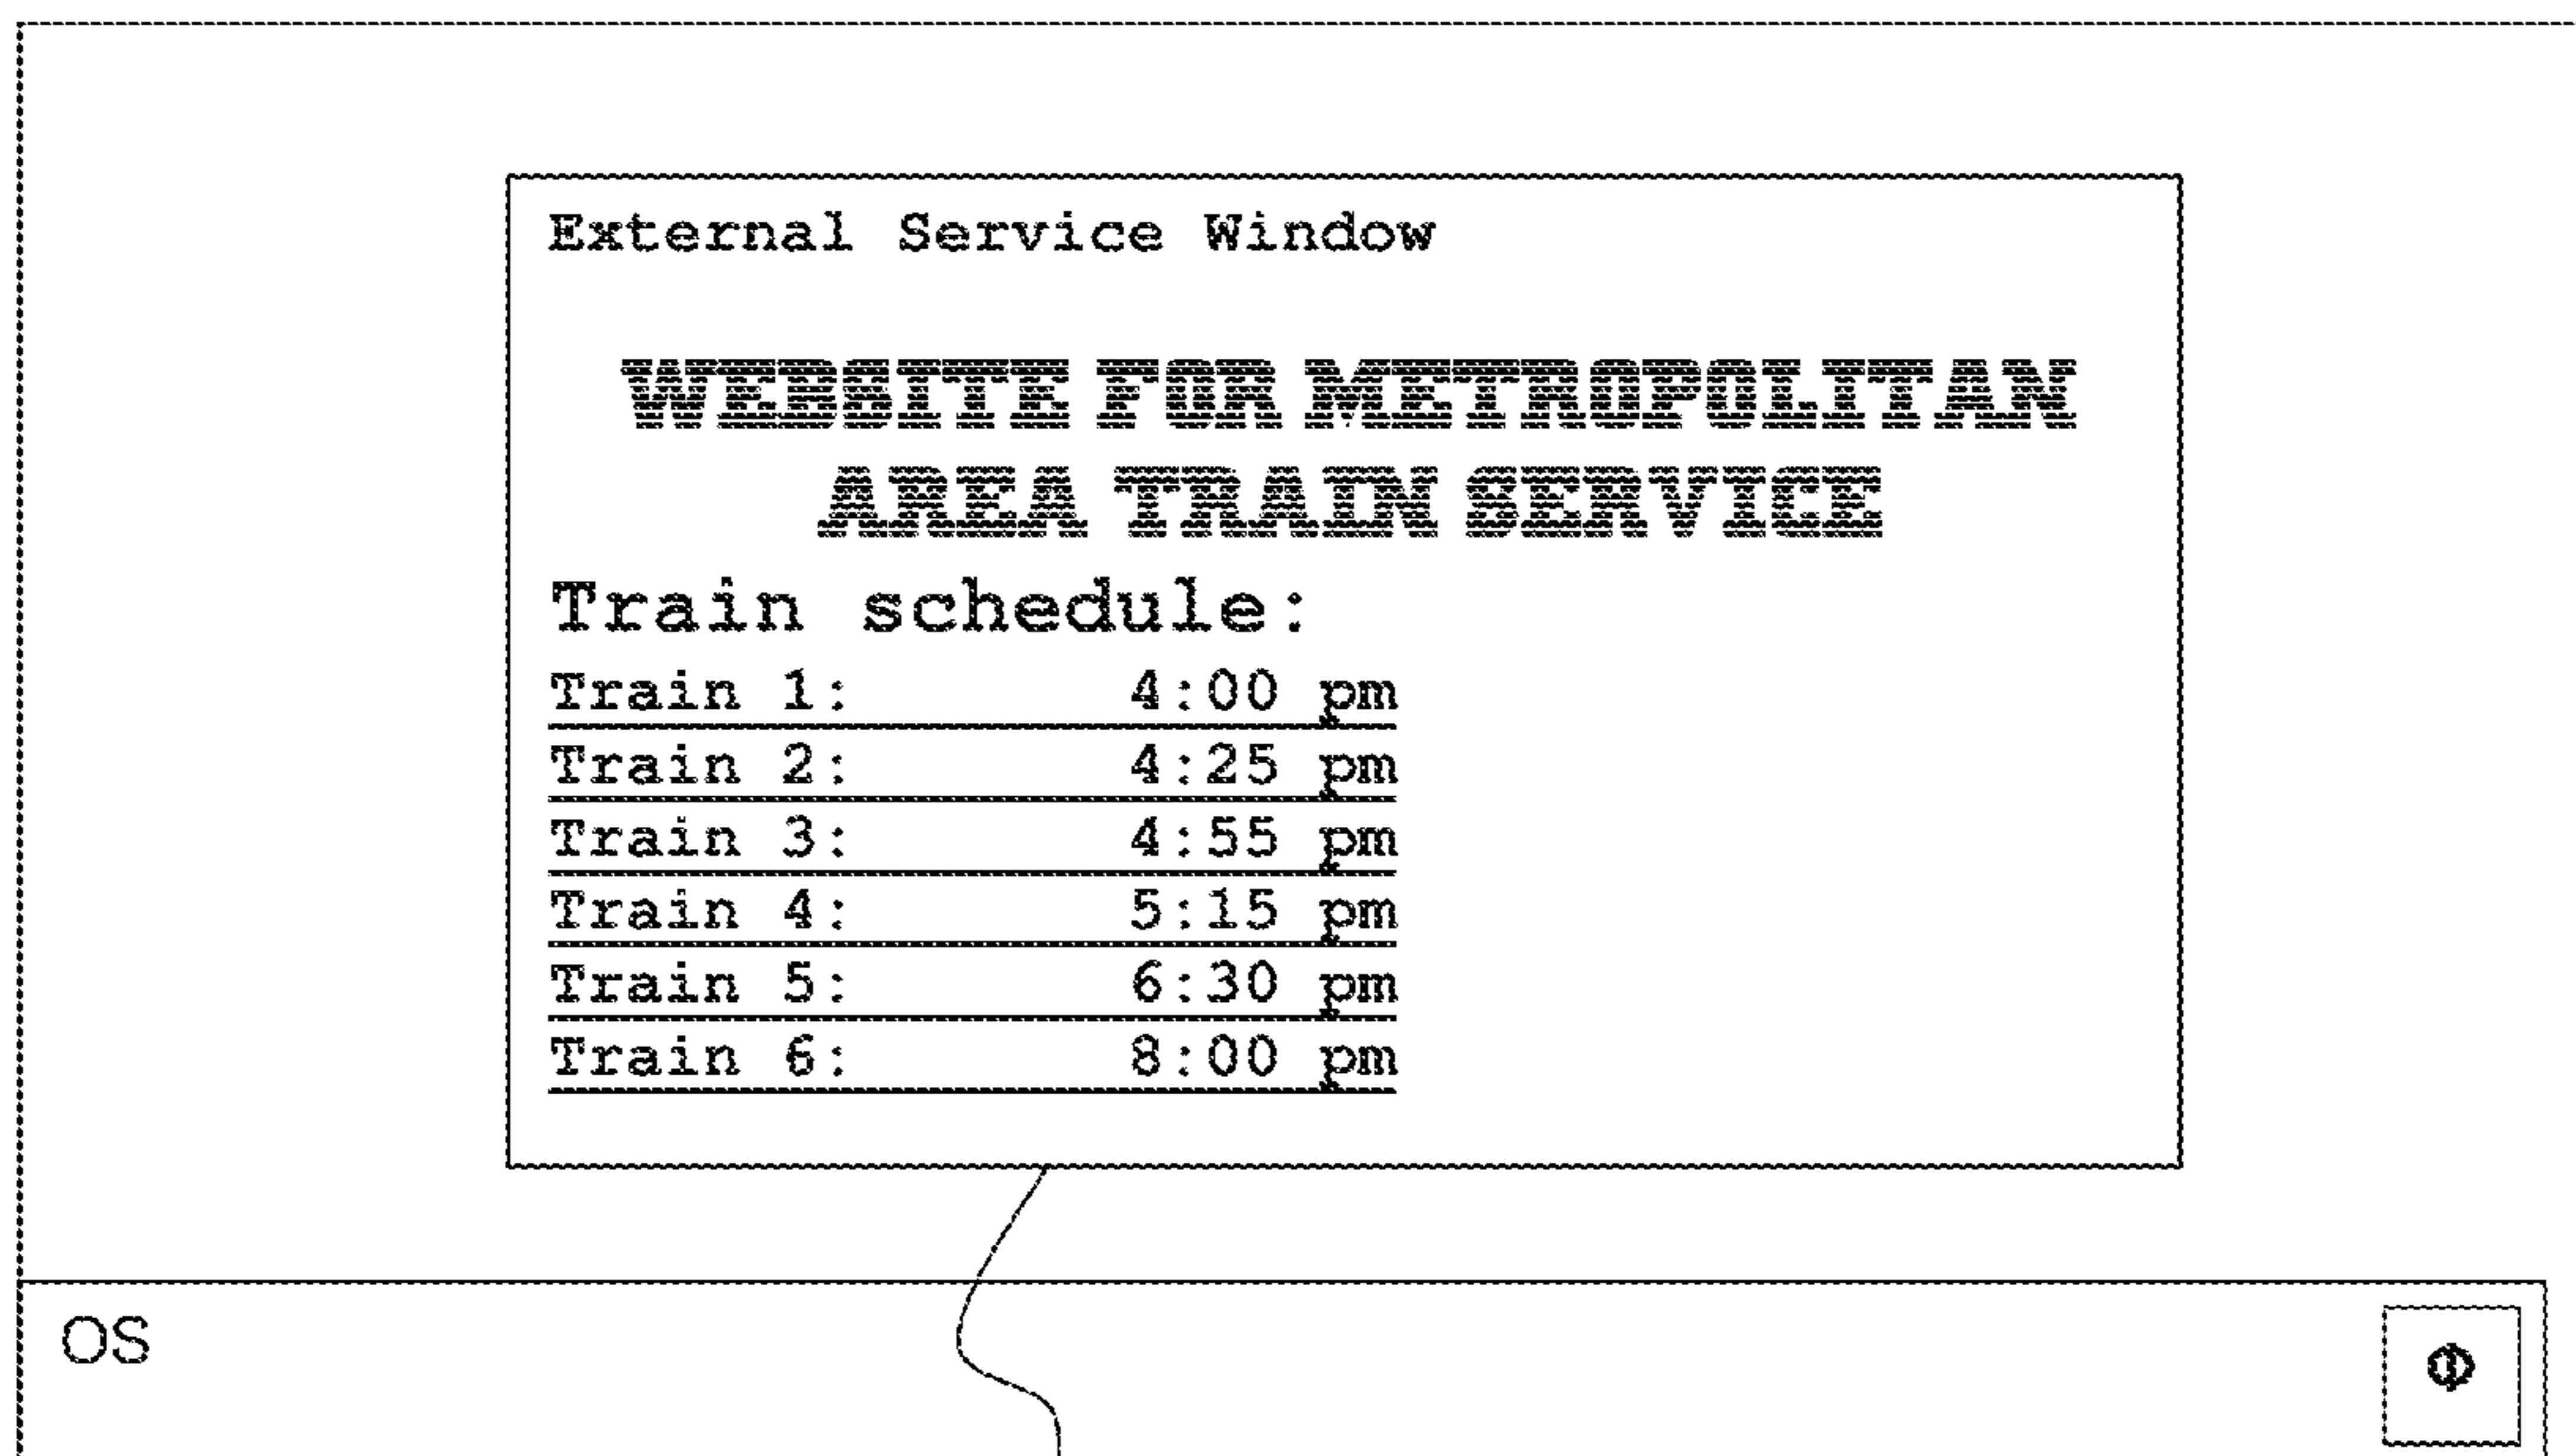 External Service Window
WEBSITE FOR METROPOLITAN
AREA TRAIN SERVICE
Train schedule:
Train 1: 4:00 pm
Train 2: 4:25 pm
Train 3: 4:55 pm
Train 4: 5:15 pm
Train 5: 6:30 pm
Train 6: 8:00 pm
OS
Φ